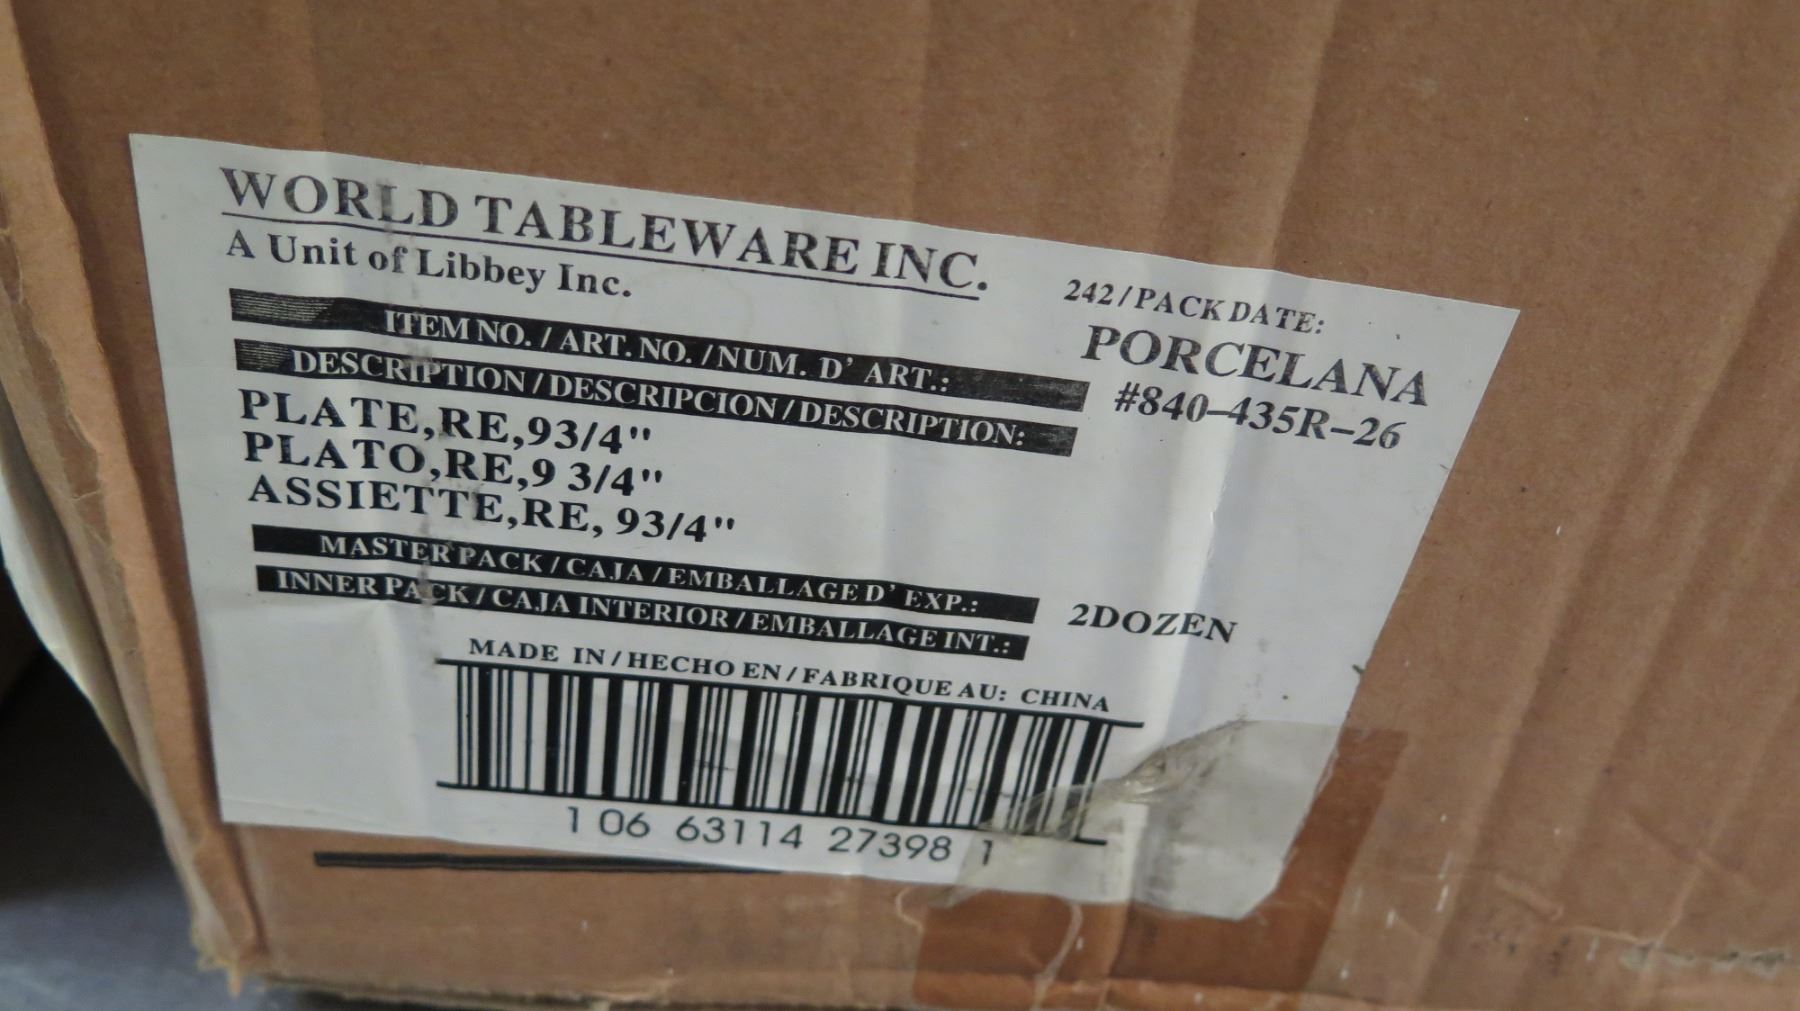 WORLD TABLEWARE INC.
A Unit of Libbey Inc.
242/PACK DATE:
PORCELANA
ITEM NO. / ART. NO. / NUM. D' ART.:
#840-435R-26
DESCRIPTION / DESCRIPCION / DESCRIPTION:
PLATE,RE,93/4"
PLATO,RE,9 3/4"
ASSIETTE,RE, 93/4"
MASTER PACK / CAJA / EMBALLAGE D' EXP.:
2DOZEN
INNER PACK / CAJA INTERIOR / EMBALLAGE INT.:
MADE IN / HECHO EN / FABRIQUE AU: CHINA
1 06 63114 27398 1